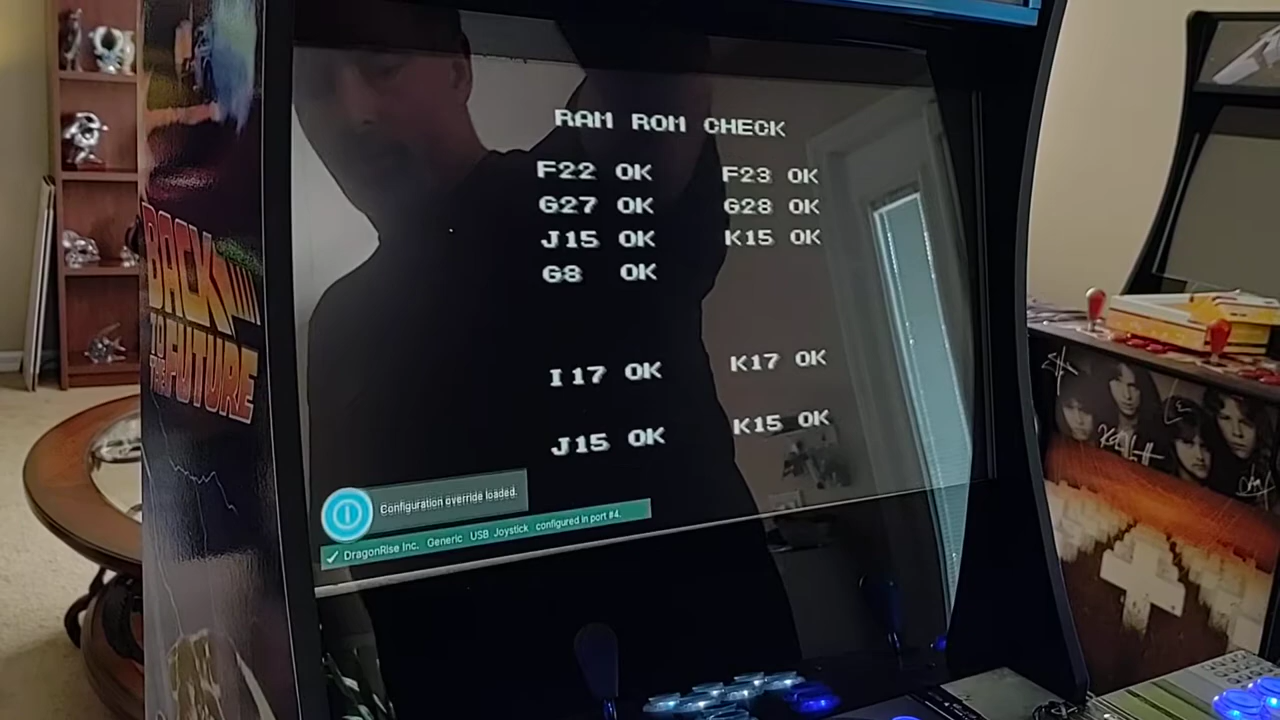 RAM ROM CHECK
F22 OK F23 OK
G27 OK G28 OK
J15 OK K15 OK
G8 OK
I17 OK K17 OK
J15 OK K15 OK
Configuration override loaded.
DragonRise Inc. Generic USB Joystick configured in port #4.
BACK
TO
THE FUTURE